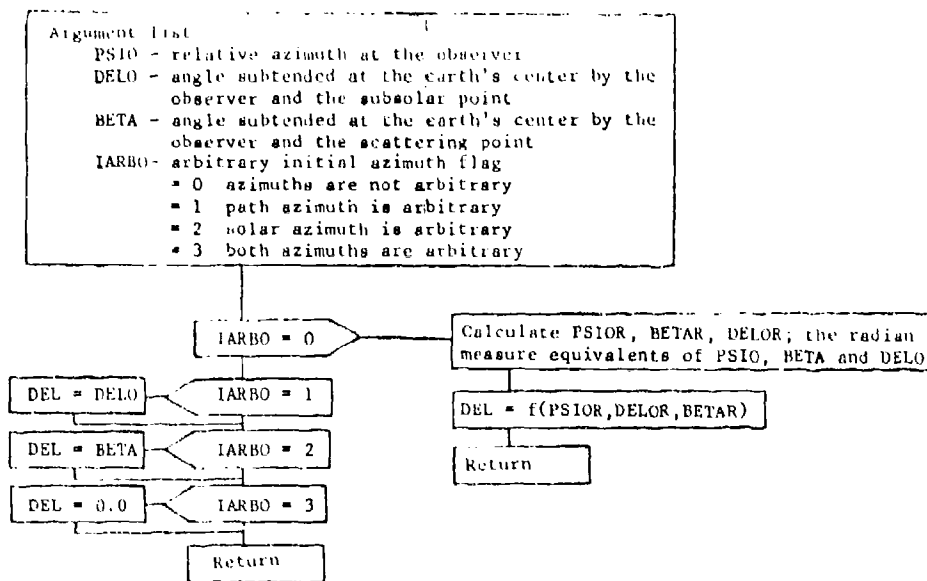 Argument list
PSIO - relative azimuth at the observer
DELO - angle subtended at the earth's center by the
observer and the subsolar point
BETA - angle subtended at the earth's center by the
observer and the scattering point
IARBO- arbitrary initial azimuth flag
= 0 azimuths are not arbitrary
= 1 path azimuth is arbitrary
= 2 solar azimuth is arbitrary
= 3 both azimuths are arbitrary
IARBO = 0
Calculate PSIOR, BETAR, DELOR; the radian
measure equivalents of PSIO, BETA and DELO
DEL = DELO
IARBO = 1
DEL = f(PSIOR,DELOR,BETAR)
DEL = BETA
IARBO = 2
Return
DEL = 0.0
IARBO = 3
Return